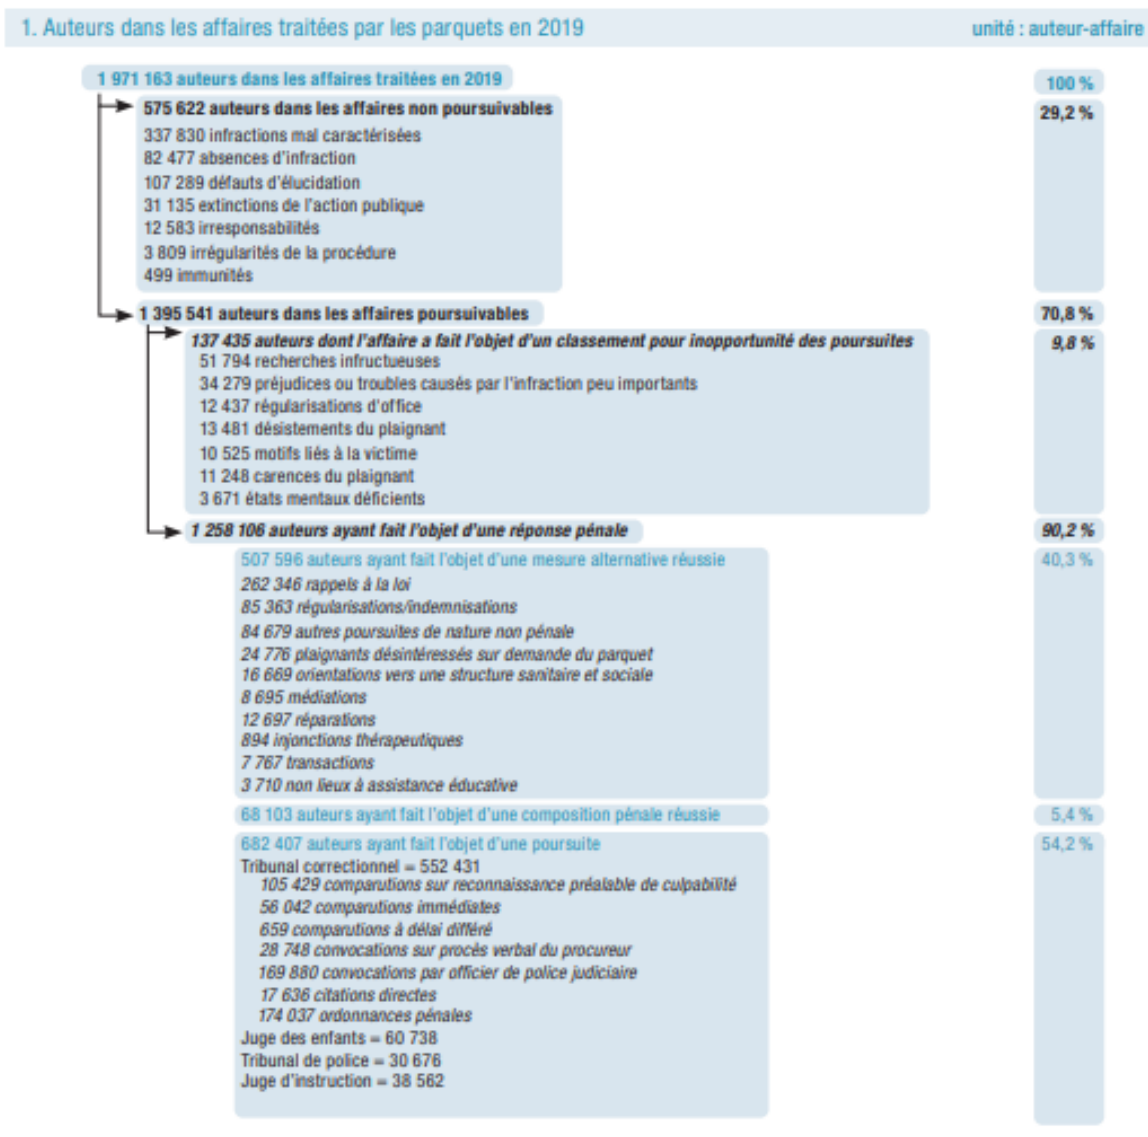 1. Auteurs dans les affaires traitées par les parquets en 2019 unité : auteur-affaire
1 971 163 auteurs dans les affaires traitées en 2019 100 %
575 622 auteurs dans les affaires non poursuivables 29,2 %
337 830 infractions mal caractérisées
82 477 absences d'infraction
107 289 défauts d'élucidation
31 135 extinctions de l'action publique
12 583 irresponsabilités
3 809 irrégularités de la procédure
499 immunités
1 395 541 auteurs dans les affaires poursuivables 70,8 %
137 435 auteurs dont l'affaire a fait l'objet d'un classement pour inopportunité des poursuites 9,8 %
51 794 recherches infructueuses
34 279 préjudices ou troubles causés par l'infraction peu importants
12 437 régularisations d'office
13 481 désistements du plaignant
10 525 motifs liés à la victime
11 248 carences du plaignant
3 671 états mentaux déficients
1 258 106 auteurs ayant fait l'objet d'une réponse pénale 90,2 %
507 596 auteurs ayant fait l'objet d'une mesure alternative réussie 40,3 %
262 346 rappels à la loi
85 363 régularisations/indemnisations
84 679 autres poursuites de nature non pénale
24 776 plaignants désintéressés sur demande du parquet
16 669 orientations vers une structure sanitaire et sociale
8 695 médiations
12 697 réparations
894 injonctions thérapeutiques
7 767 transactions
3 710 non lieux à assistance éducative
68 103 auteurs ayant fait l'objet d'une composition pénale réussie 5,4 %
682 407 auteurs ayant fait l'objet d'une poursuite 54,2 %
Tribunal correctionnel = 552 431
105 429 comparutions sur reconnaissance préalable de culpabilité
56 042 comparutions immédiates
659 comparutions à délai différé
28 748 convocations sur procès verbal du procureur
169 880 convocations par officier de police judiciaire
17 636 citations directes
174 037 ordonnances pénales
Juge des enfants = 60 738
Tribunal de police = 30 676
Juge d'instruction = 38 562